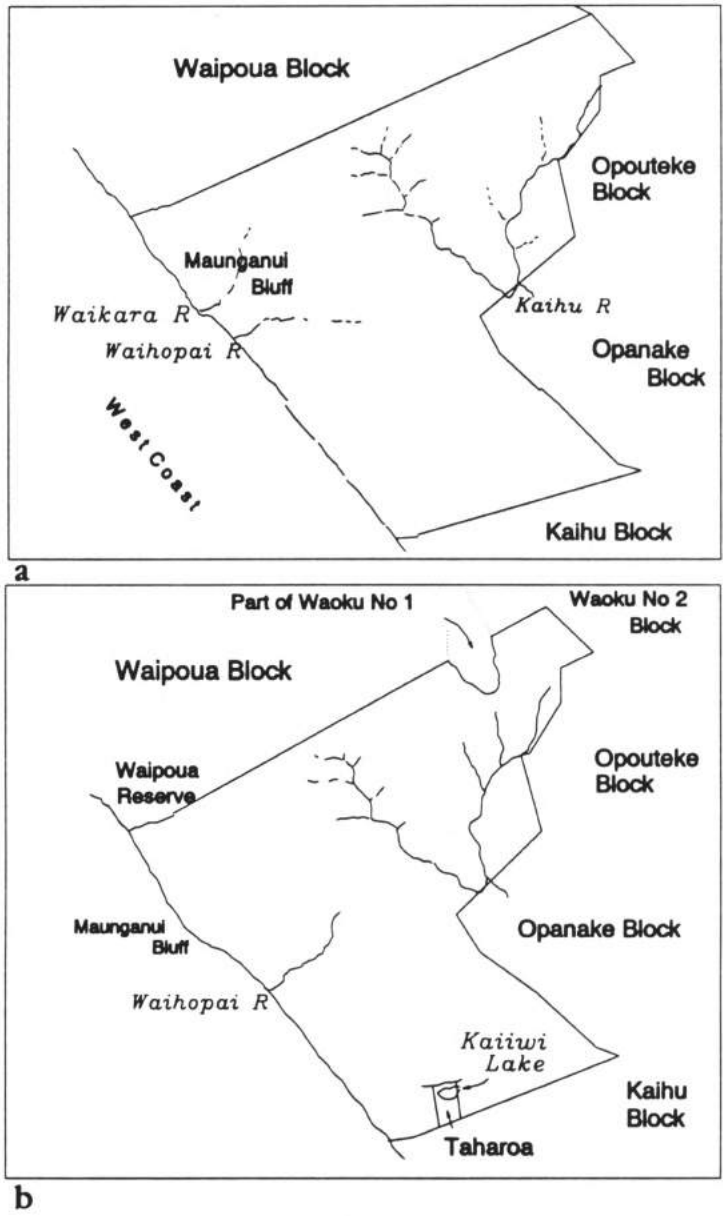 Waipoua Block
Opouteke
Block
Maunganui
Bluff
Waikara R
Kaihu R
Waihopai R
Opanake
Block
West Coast
Kaihu Block
a
Part of Waoku No 1
Waoku No 2
Block
Waipoua Block
Opouteke
Block
Waipoua
Reserve
Maunganui
Bluff
Opanake Block
Waihopai R
Kaiiwi
Lake
Kaihu
Block
Taharoa
b